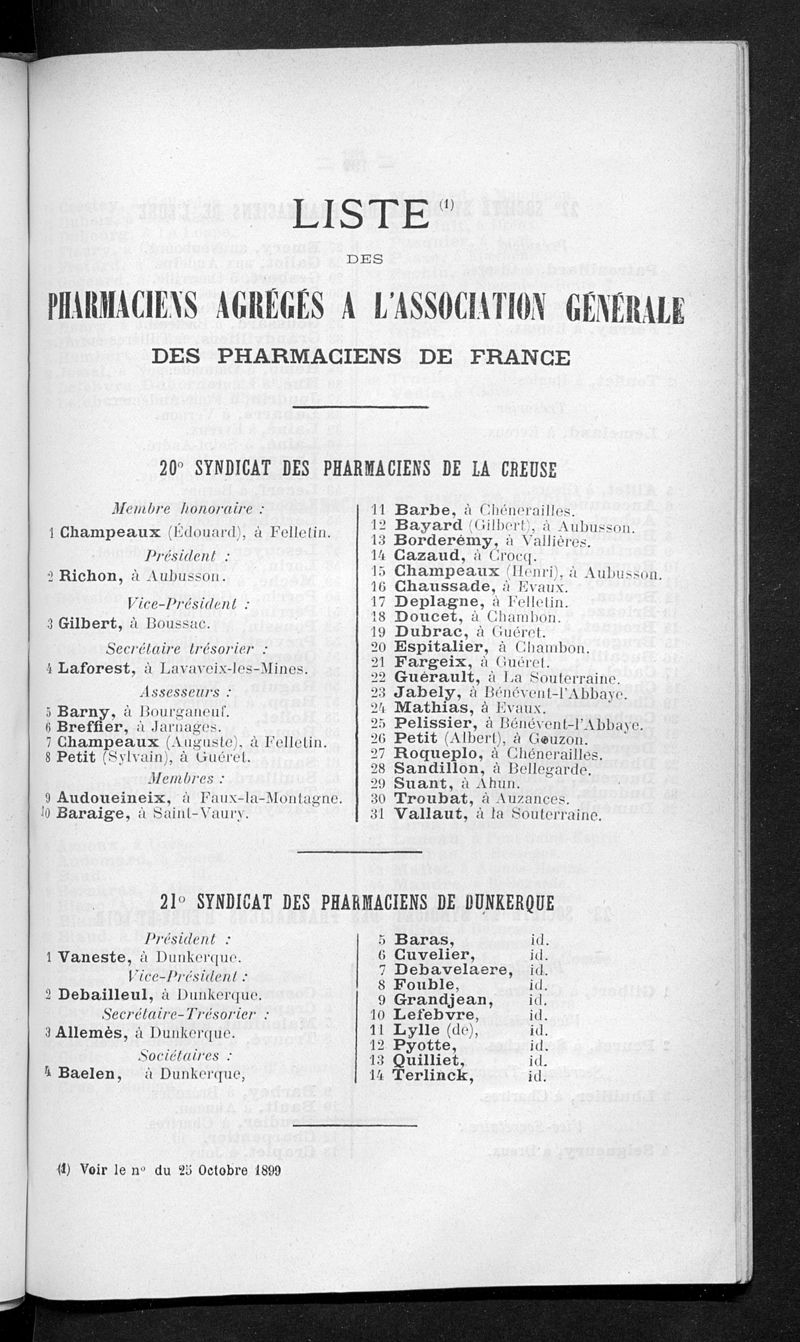 LISTE (1)
DES
PHARMACIENS AGRÉGÉS A L'ASSOCIATION GÉNÉRALE
DES PHARMACIENS DE FRANCE
20° SYNDICAT DES PHARMACIENS DE LA CREUSE
Membre honoraire :
1 Champeaux (Édouard), à Felletin.
Président :
2 Richon, à Aubusson.
Vice-Président :
3 Gilbert, à Boussac.
Secrétaire trésorier :
4 Laforest, à Lavaveix-les-Mines.
Assesseurs :
5 Barny, à Bourganeuf.
6 Breffier, à Jarnages.
7 Champeaux (Auguste), à Felletin.
8 Petit (Sylvain), à Guéret.
Membres :
9 Audoueineix, à Faux-la-Montagne.
10 Baraige, à Saint-Vaury.
11 Barbe, à Chénerailles.
12 Bayard (Gilbert), à Aubusson.
13 Borderémy, à Vallières.
14 Cazaud, à Crocq.
15 Champeaux (Henri), à Aubusson.
16 Chaussade, à Evaux.
17 Deplagne, à Felletin.
18 Doucet, à Chambon.
19 Dubrac, à Guéret.
20 Espitalier, à Chambon.
21 Fargeix, à Guéret.
22 Guérault, à La Souterraine.
23 Jabely, à Bénévent-l'Abbaye.
24 Mathias, à Evaux.
25 Pelissier, à Bénévent-l'Abbaye.
26 Petit (Albert), à Gouzon.
27 Roqueplo, à Chénerailles.
28 Sandillon, à Bellegarde.
29 Suant, à Ahun.
30 Troubat, à Auzances.
31 Vallaut, à la Souterraine.
21° SYNDICAT DES PHARMACIENS DE DUNKERQUE
Président :
1 Vaneste, à Dunkerque.
Vice-Président :
2 Debailleul, à Dunkerque.
Secrétaire-Trésorier :
3 Allemès, à Dunkerque.
Sociétaires :
4 Baelen, à Dunkerque,
5 Baras, id.
6 Cuvelier, id.
7 Debavelaere, id.
8 Fouble, id.
9 Grandjean, id.
10 Lefebvre, id.
11 Lylle (de), id.
12 Pyotte, id.
13 Quilliet, id.
14 Terlinck, id.
(1) Voir le n° du 25 Octobre 1899